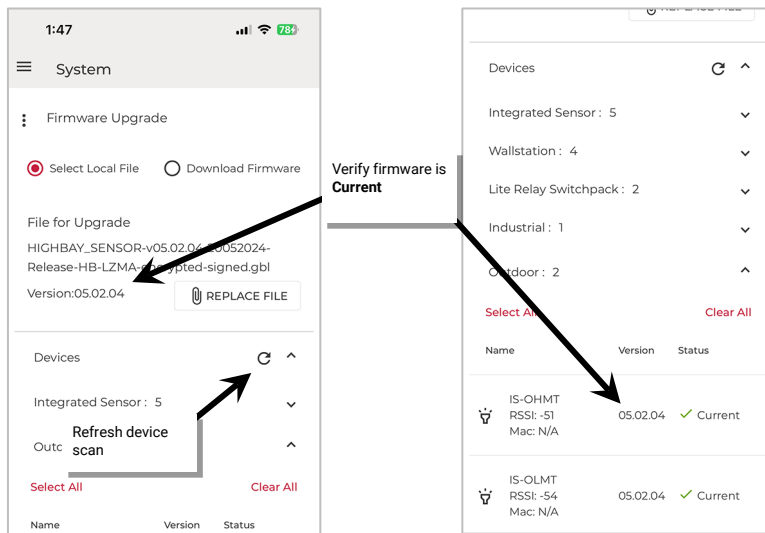 1:47
78
System
Firmware Upgrade
Select Local File
Download Firmware
File for Upgrade
HIGHBAY_SENSOR-v05.02.04-20052024-
Release-HB-LZMA-encrypted-signed.gbl
Version:05.02.04
REPLACE FILE
Devices
Integrated Sensor : 5
Refresh device
scan
Select All
Clear All
Name
Version
Status
Verify firmware is
Current
REPLACE FILE
Devices
Integrated Sensor : 5
Wallstation : 4
Lite Relay Switchpack : 2
Industrial : 1
Outdoor : 2
Select All
Clear All
Name
Version
Status
IS-OHMT
RSSI: -51
05.02.04
Current
Mac: N/A
IS-OLMT
RSSI: -54
05.02.04
Current
Mac: N/A